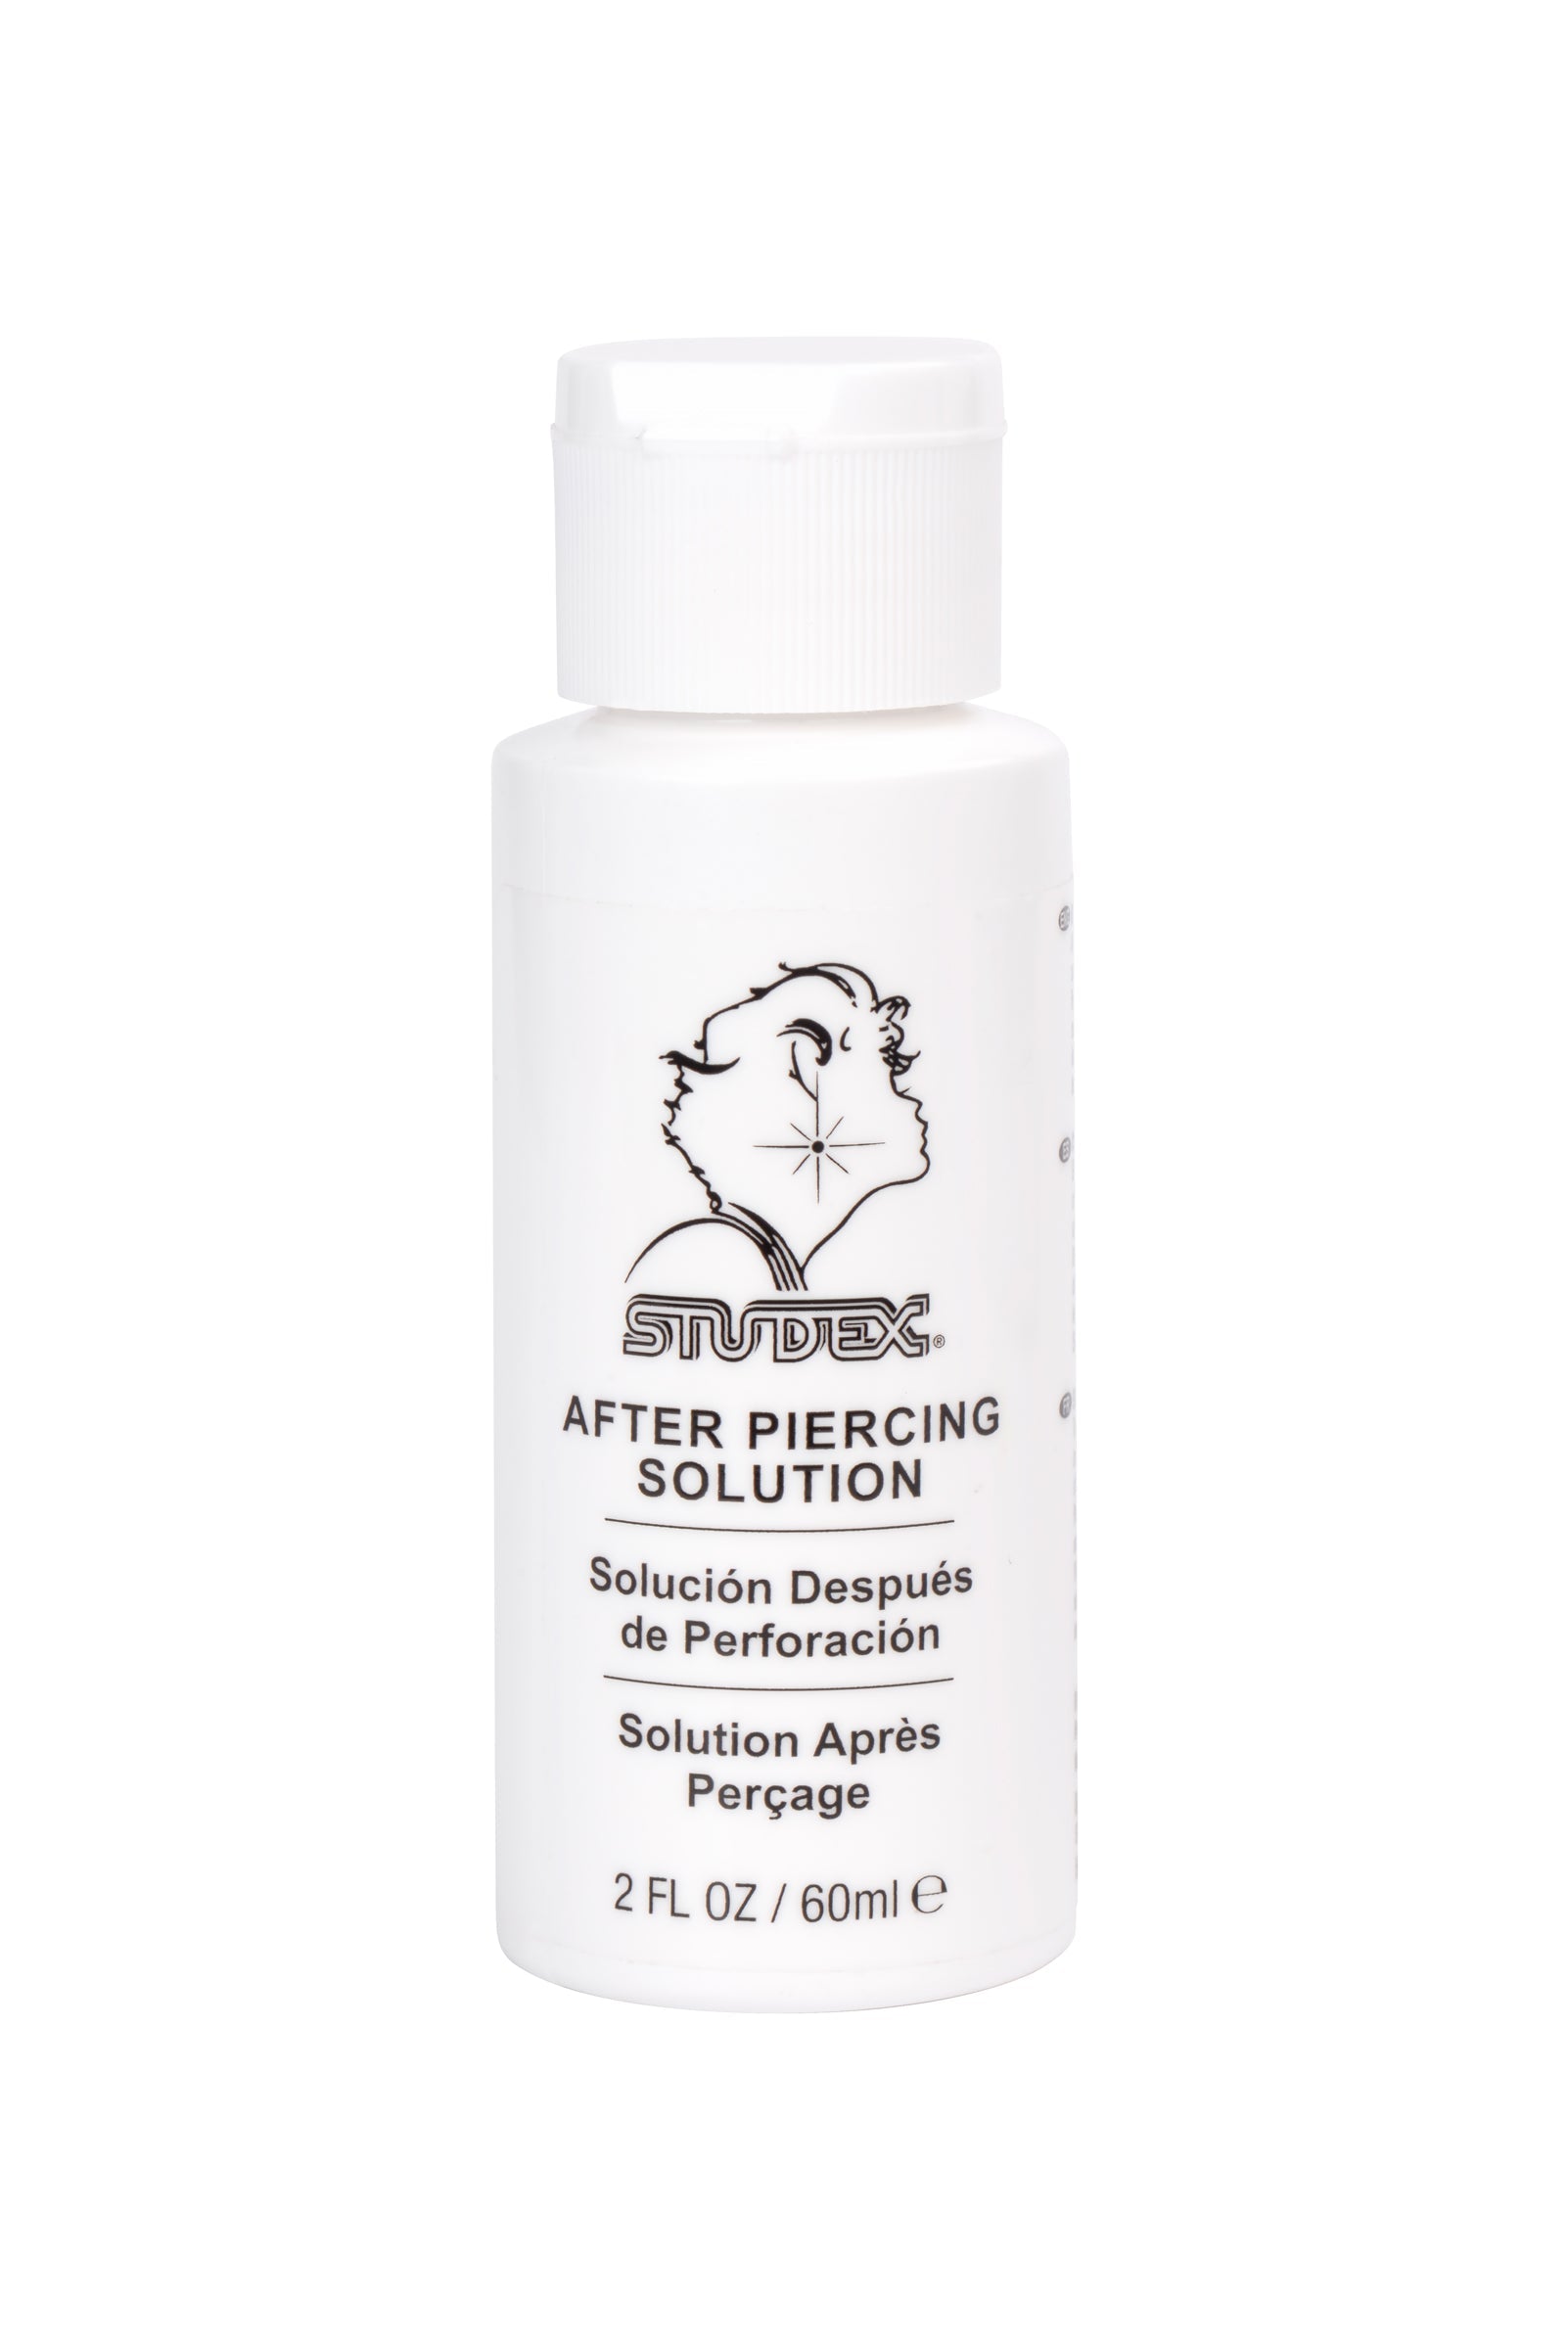 STUDEX®
AFTER PIERCING
SOLUTION
Solución Después
de Perforación
Solution Après
Perçage
2 FL OZ / 60ml ℮